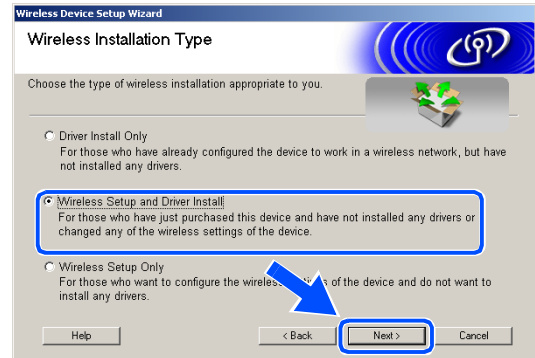 Wireless Device Setup Wizard
Wireless Installation Type
Choose the type of wireless installation appropriate to you.
Driver Install Only
For those who have already configured the device to work in a wireless network, but have
not installed any drivers.
Wireless Setup and Driver Install
For those who have just purchased this device and have not installed any drivers or
changed any of the wireless settings of the device.
Wireless Setup Only
For those who want to configure the wireless of the device and do not want to
install any drivers.
Help
< Back
Next >
Cancel